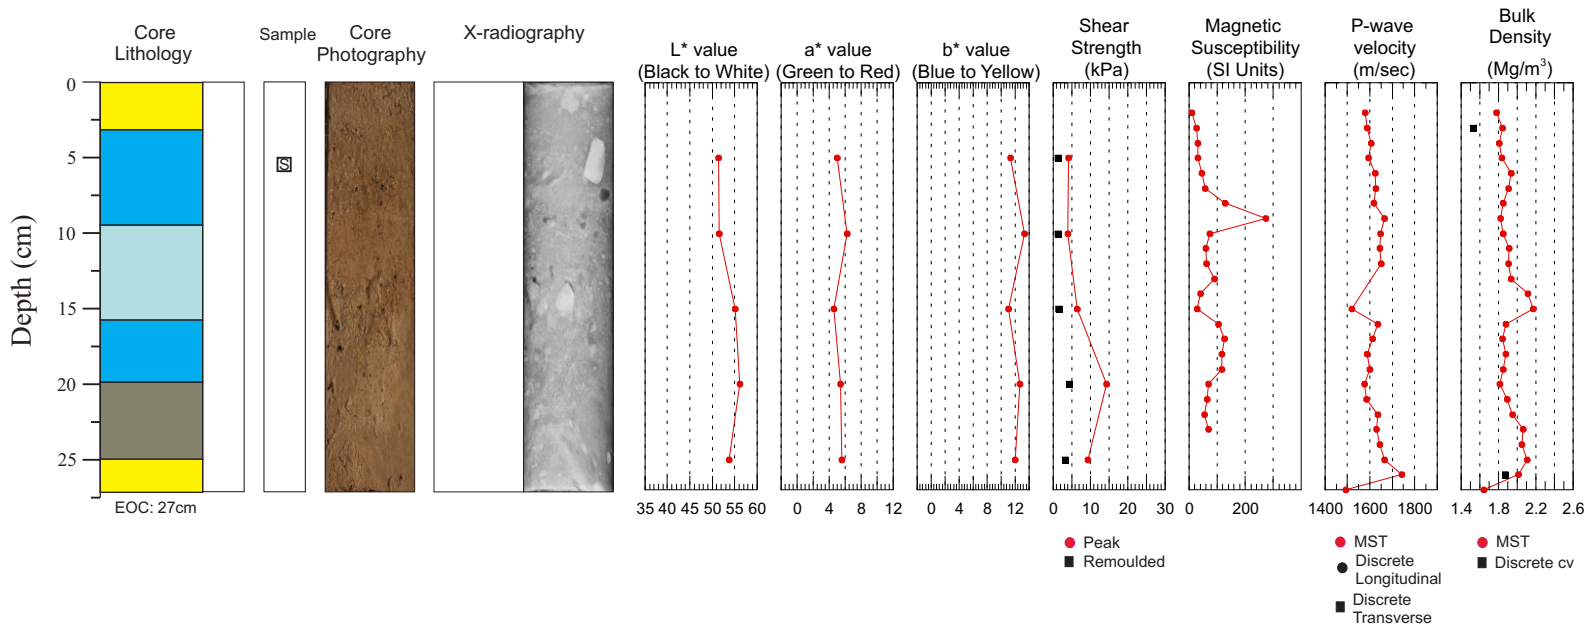 Core
Lithology
Sample
Core
Photography
X-radiography
L* value
(Black to White)
a* value
(Green to Red)
b* value
(Blue to Yellow)
Shear
Strength
(kPa)
Magnetic
Susceptibility
(SI Units)
P-wave
velocity
(m/sec)
Bulk
Density
(Mg/m³)
Depth (cm)
0
5
10
15
20
25
S
EOC: 27cm
35 40 45 50 55 60
0 4 8 12
0 4 8 12
0 10 20 30
0 200
1400 1600 1800
1.4 1.8 2.2 2.6
Peak
Remoulded
MST
Discrete
Longitudinal
Discrete
Transverse
MST
Discrete cv